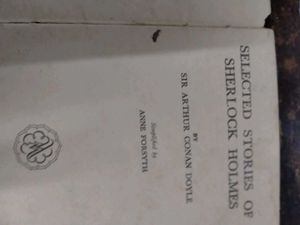 SELECTED STORIES OF
SHERLOCK HOLMES
BY
SIR ARTHUR CONAN DOYLE
Simplified by
ANNE FORSYTH